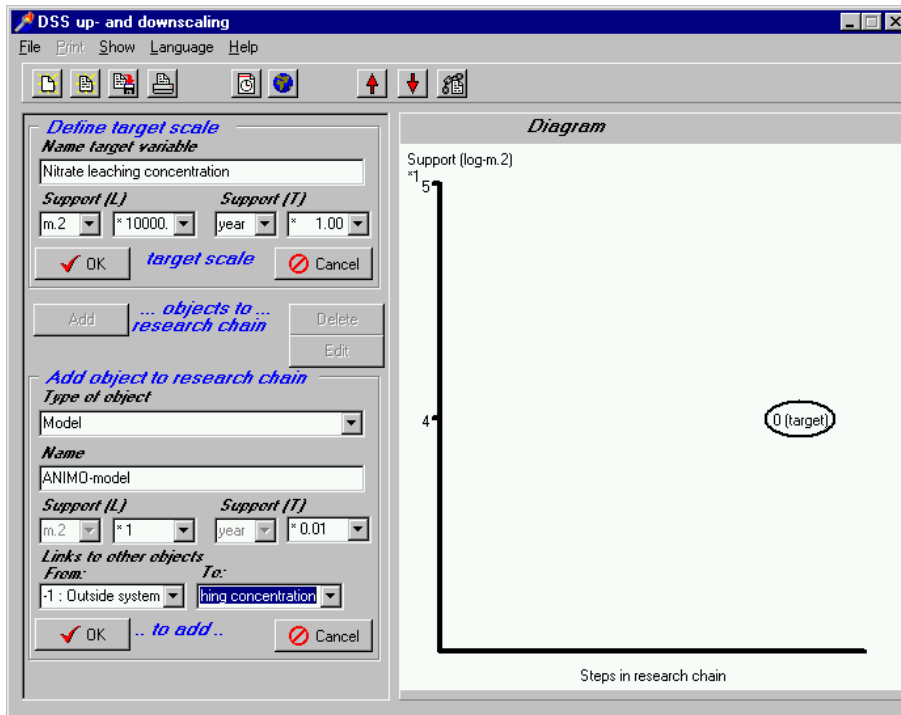 DSS up- and downscaling
File Print Show Language Help
Define target scale
Name target variable
Nitrate leaching concentration
Support (L) Support (T)
m.2 * 10000. year * 1.00
OK target scale Cancel
Add ... objects to ... Delete
research chain
Edit
Add object to research chain
Type of object
Model
Name
ANIMO-model
Support (L) Support (T)
m.2 * 1 year * 0.01
Links to other objects
From: To:
-1 : Outside system hing concentration
OK .. to add .. Cancel
Diagram
Support (log-m.2)
*1
5
4
0 (target)
Steps in research chain